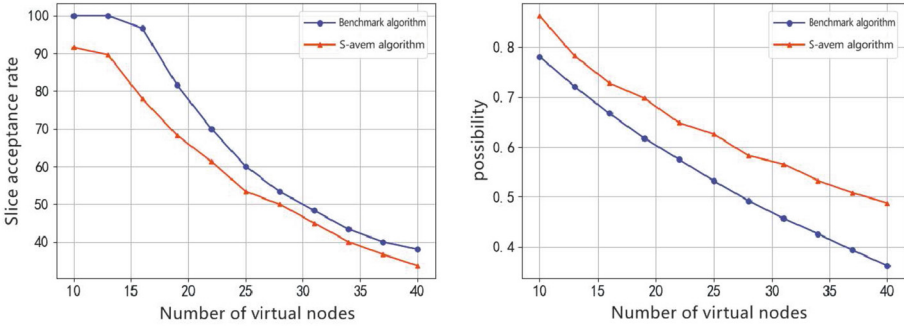 Slice acceptance rate
100
90
80
70
60
50
40
Benchmark algorithm
S-avem algorithm
10 15 20 25 30 35 40
Number of virtual nodes
possibility
0.8
0.7
0.6
0.5
0.4
Benchmark algorithm
S-avem algorithm
10 15 20 25 30 35 40
Number of virtual nodes